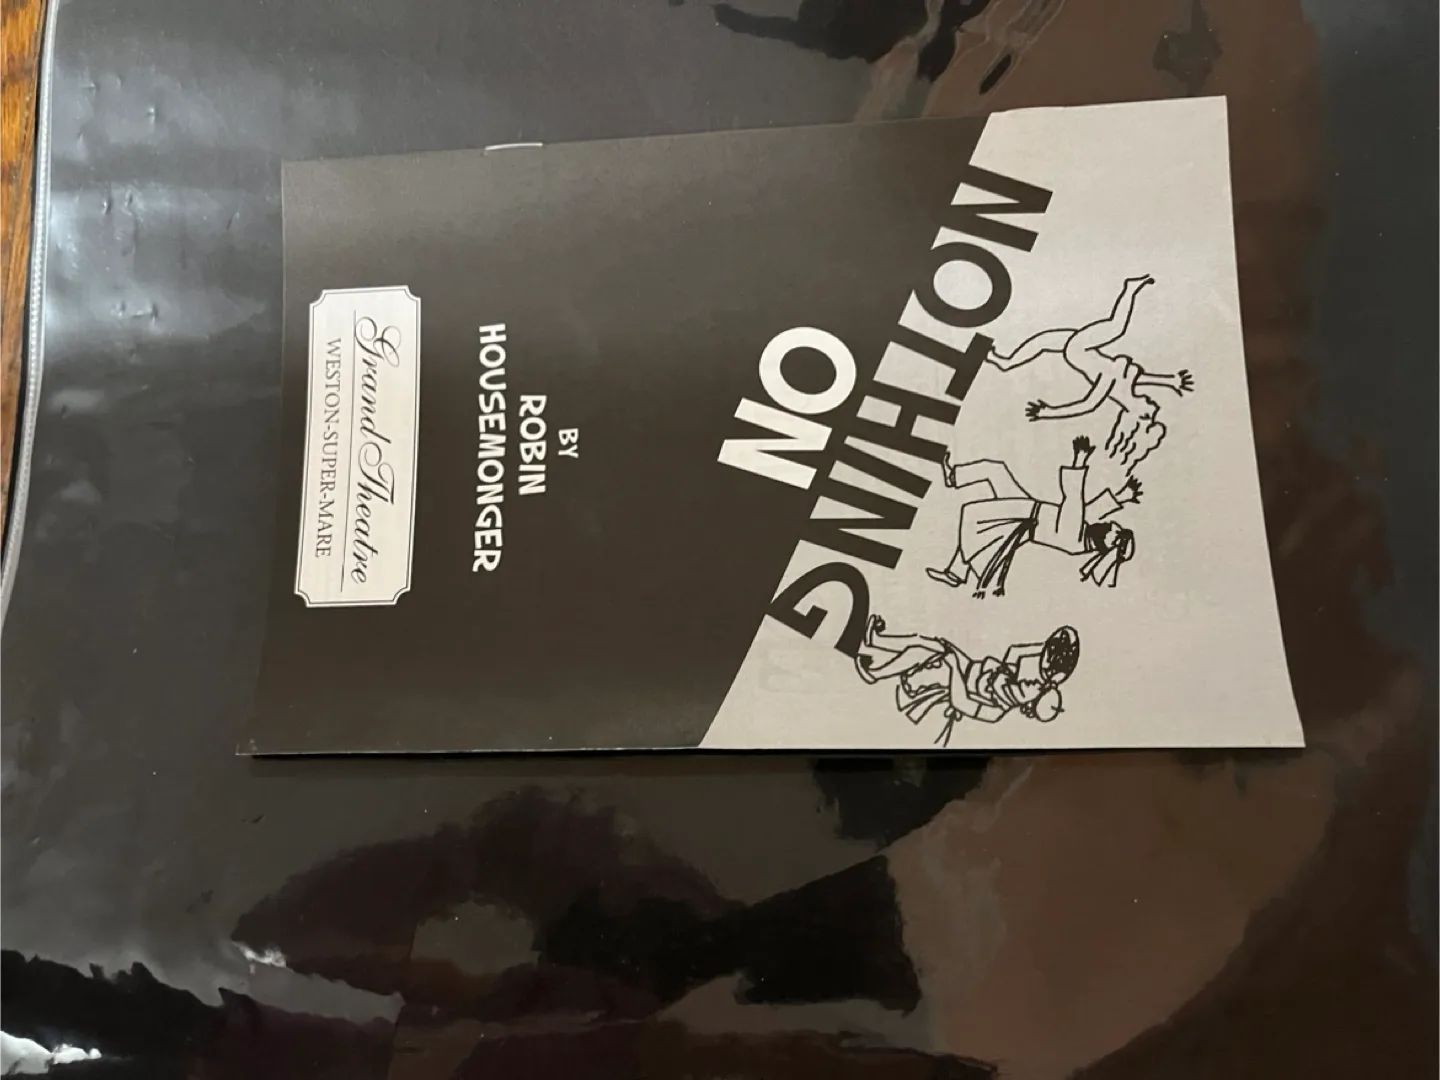 NOTHING
ON
BY
ROBIN
HOUSEMONGER
Grand Theatre
WESTON-SUPER-MARE